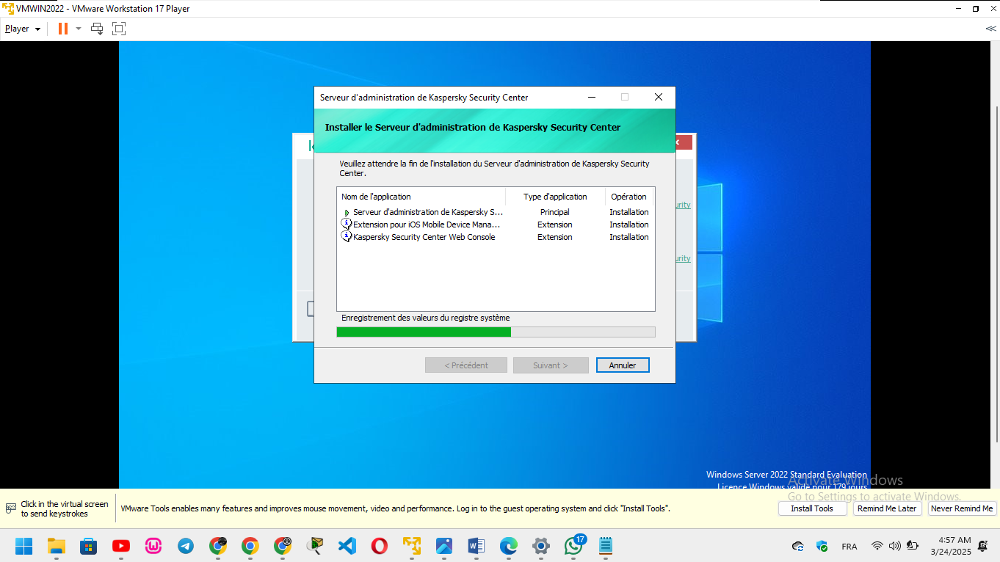 VMWIN2022 - VMware Workstation 17 Player
Player
Serveur d'administration de Kaspersky Security Center
Installer le Serveur d'administration de Kaspersky Security Center
Veuillez attendre la fin de l'installation du Serveur d'administration de Kaspersky Security
Center.
Nom de l'application Type d'application Opération
Serveur d'administration de Kaspersky S... Principal Installation
Extension pour iOS Mobile Device Mana... Extension Installation
Kaspersky Security Center Web Console Extension Installation
urity
urity
Enregistrement des valeurs du registre système
< Précédent Suivant > Annuler
Windows Server 2022 Standard Evaluation
Licence Windows valide pour 179 jours
Activate Windows
Go to Settings to activate Windows.
Click in the virtual screen
to send keystrokes
VMware Tools enables many features and improves mouse movement, video and performance. Log in to the guest operating system and click "Install Tools".
Install Tools Remind Me Later Never Remind Me
17
FRA
4:57 AM
3/24/2025